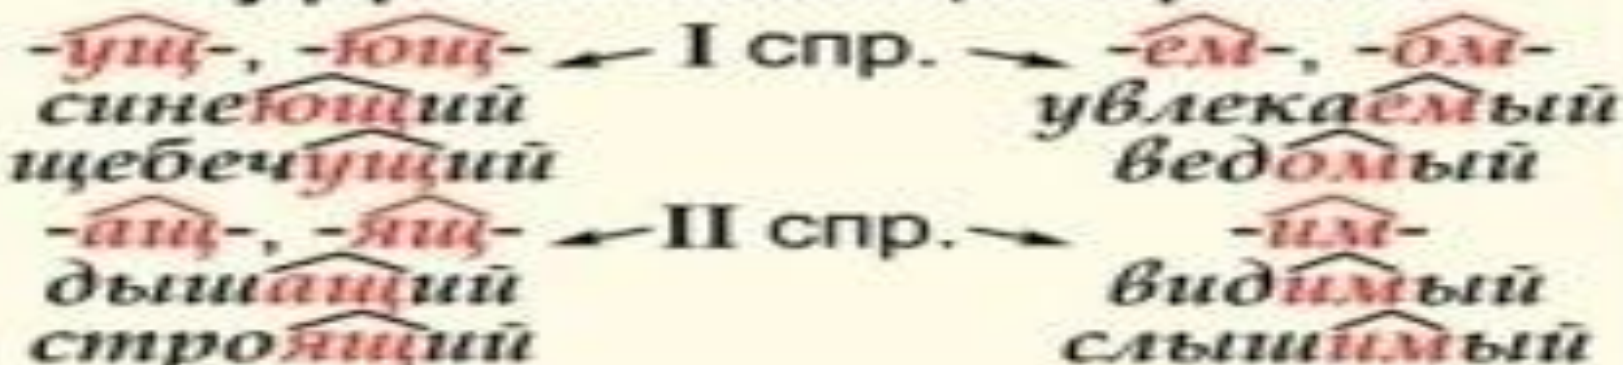 -ущ-, -ющ- I спр. -ем-, -ом-
синеющий увлекаемый
щебечущий ведомый
-ащ-, -ящ- II спр. -им-
дышащий видимый
строящий слышимый